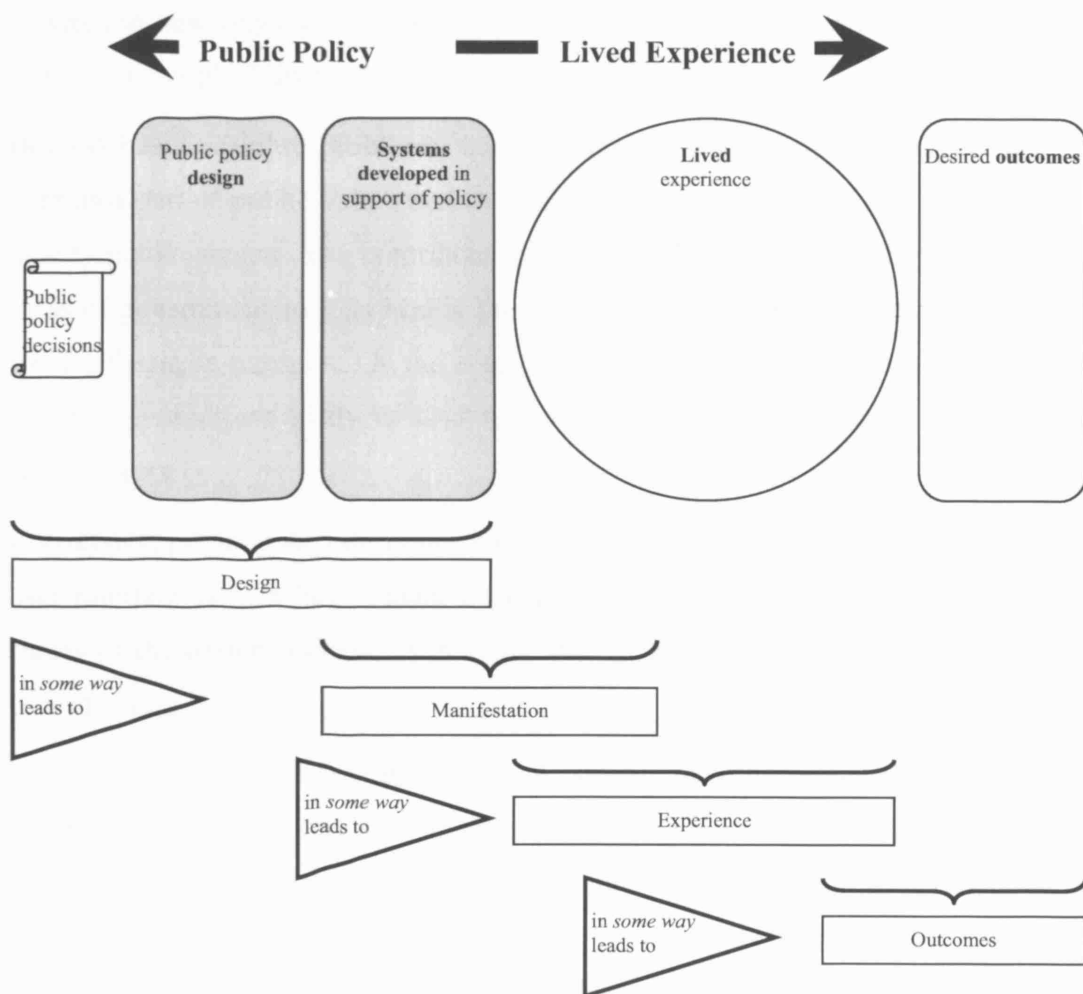 Public Policy
Lived Experience
Public policy
design
Systems
developed in
support of policy
Lived
experience
Desired outcomes
Public
policy
decisions
Design
in some way
leads to
Manifestation
in some way
leads to
Experience
in some way
leads to
Outcomes